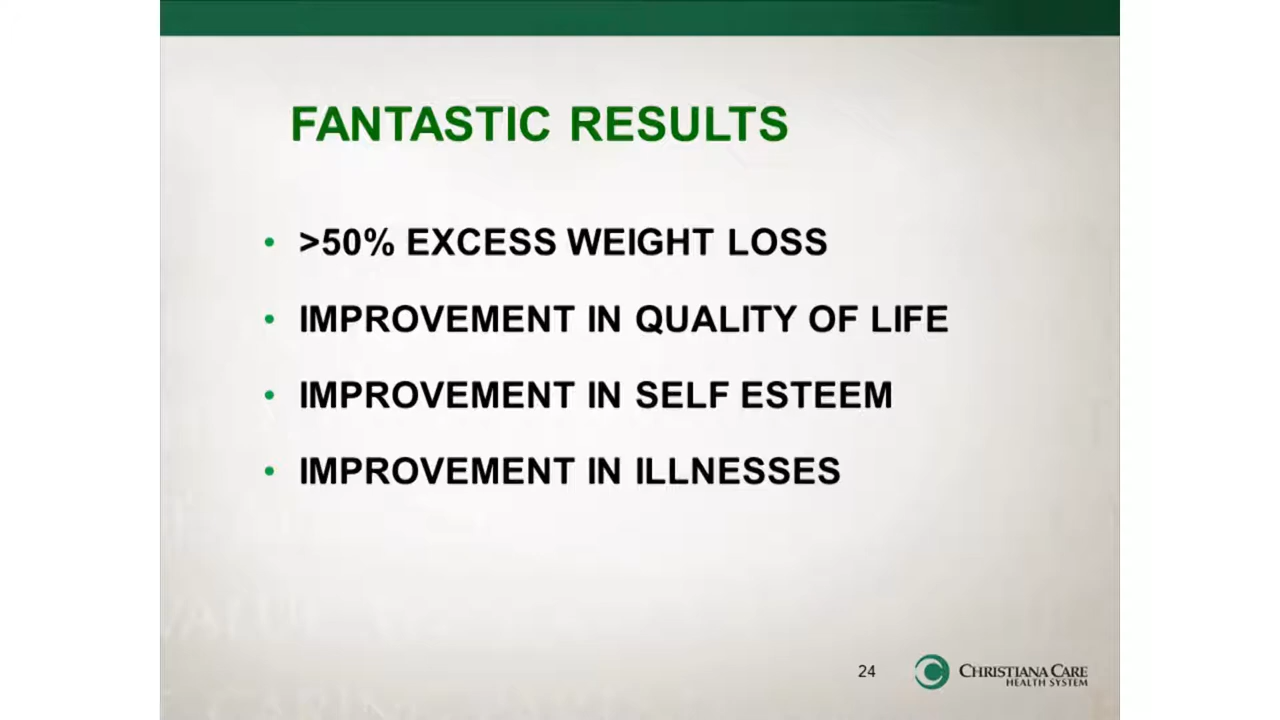 FANTASTIC RESULTS
• >50% EXCESS WEIGHT LOSS
• IMPROVEMENT IN QUALITY OF LIFE
• IMPROVEMENT IN SELF ESTEEM
• IMPROVEMENT IN ILLNESSES
24
CHRISTIANA CARE
HEALTH SYSTEM